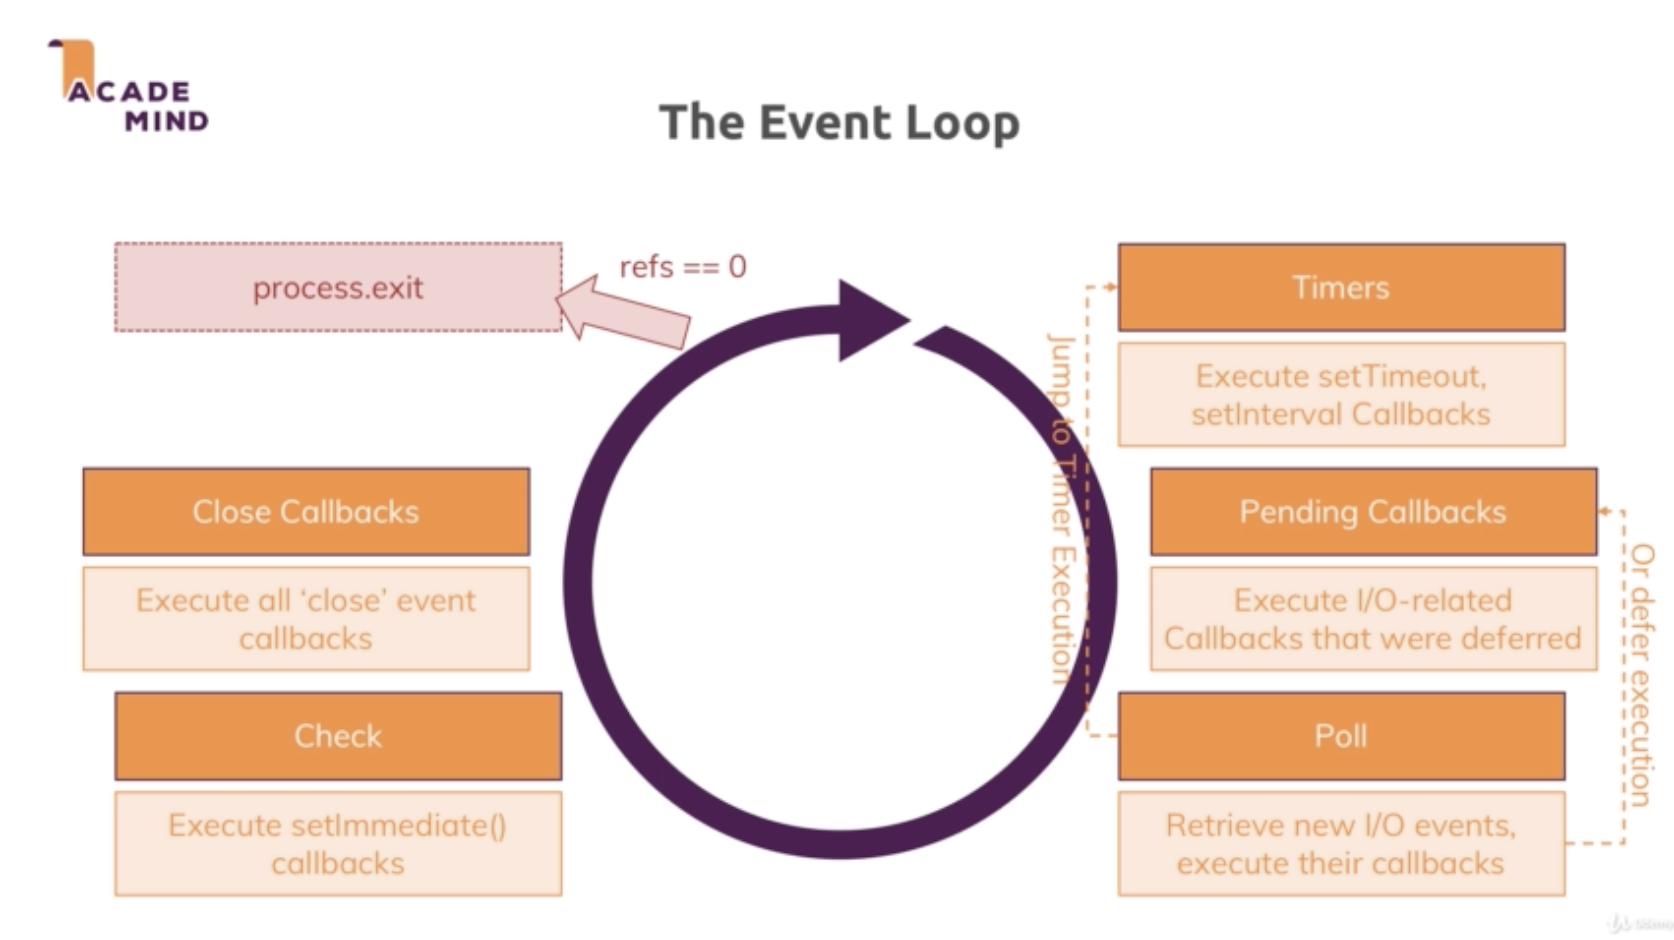 ACADE
MIND
The Event Loop
process.exit
refs == 0
Timers
Execute setTimeout,
setInterval Callbacks
Jump to Timer Execution
Pending Callbacks
Execute I/O-related
Callbacks that were deferred
Or defer execution
Poll
Retrieve new I/O events,
execute their callbacks
Check
Execute setImmediate()
callbacks
Close Callbacks
Execute all ‘close’ event
callbacks
Udemy